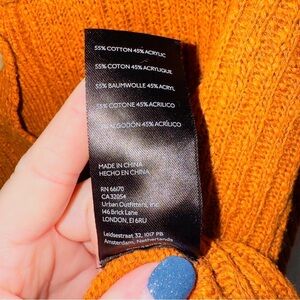 55% COTTON 45% ACRYLIC
55% COTON 45% ACRYLIQUE
55% BAUMWOLLE 45% ACRYL
55% COTONE 45% ACRILICO
ALGODÓN 45% ACRÍLICO
MADE IN CHINA
HECHO EN CHINA
RN 66170
CA 32054
Urban Outfitters, Inc
146 Brick Lane
LONDON, E1 6RU
Leidsestraat 32, 1017 PB
Amsterdam, Netherlands